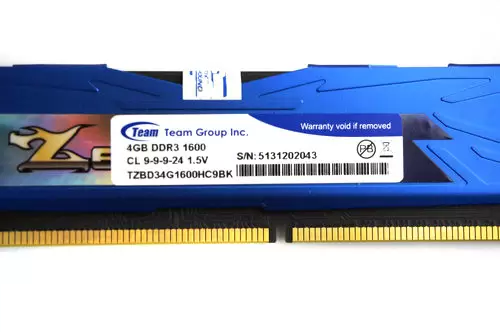 Team Team Group Inc.
Warranty void if removed
4GB DDR3 1600
CL 9-9-9-24 1.5V
S/N: 5131202043
TZBD34G1600HC9BK
PB